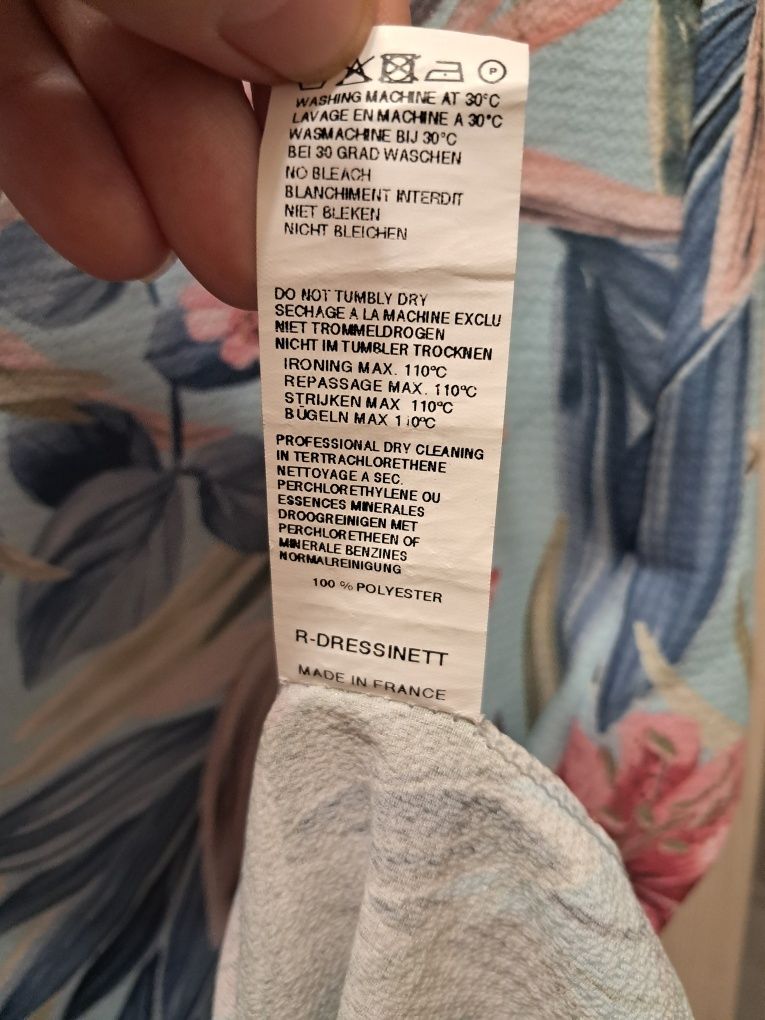 P
WASHING MACHINE AT 30°C
LAVAGE EN MACHINE A 30°C
WASMACHINE BIJ 30°C
BEI 30 GRAD WASCHEN
NO BLEACH
BLANCHIMENT INTERDIT
NIET BLEKEN
NICHT BLEICHEN
DO NOT TUMBLY DRY
SECHAGE A LA MACHINE EXCLU
NIET TROMMELDROGEN
NICHT IM TUMBLER TROCKNEN
IRONING MAX. 110°C
REPASSAGE MAX. 110°C
STRIJKEN MAX 110°C
BÜGELN MAX 110°C
PROFESSIONAL DRY CLEANING
IN TERTRACHLORETHENE
NETTOYAGE A SEC.
PERCHLORETHYLENE OU
ESSENCES MINERALES
DROOGREINIGEN MET
PERCHLORETHEEN OF
MINERALE BENZINES
NORMALREINIGUNG
100 % POLYESTER
R-DRESSINETT
MADE IN FRANCE